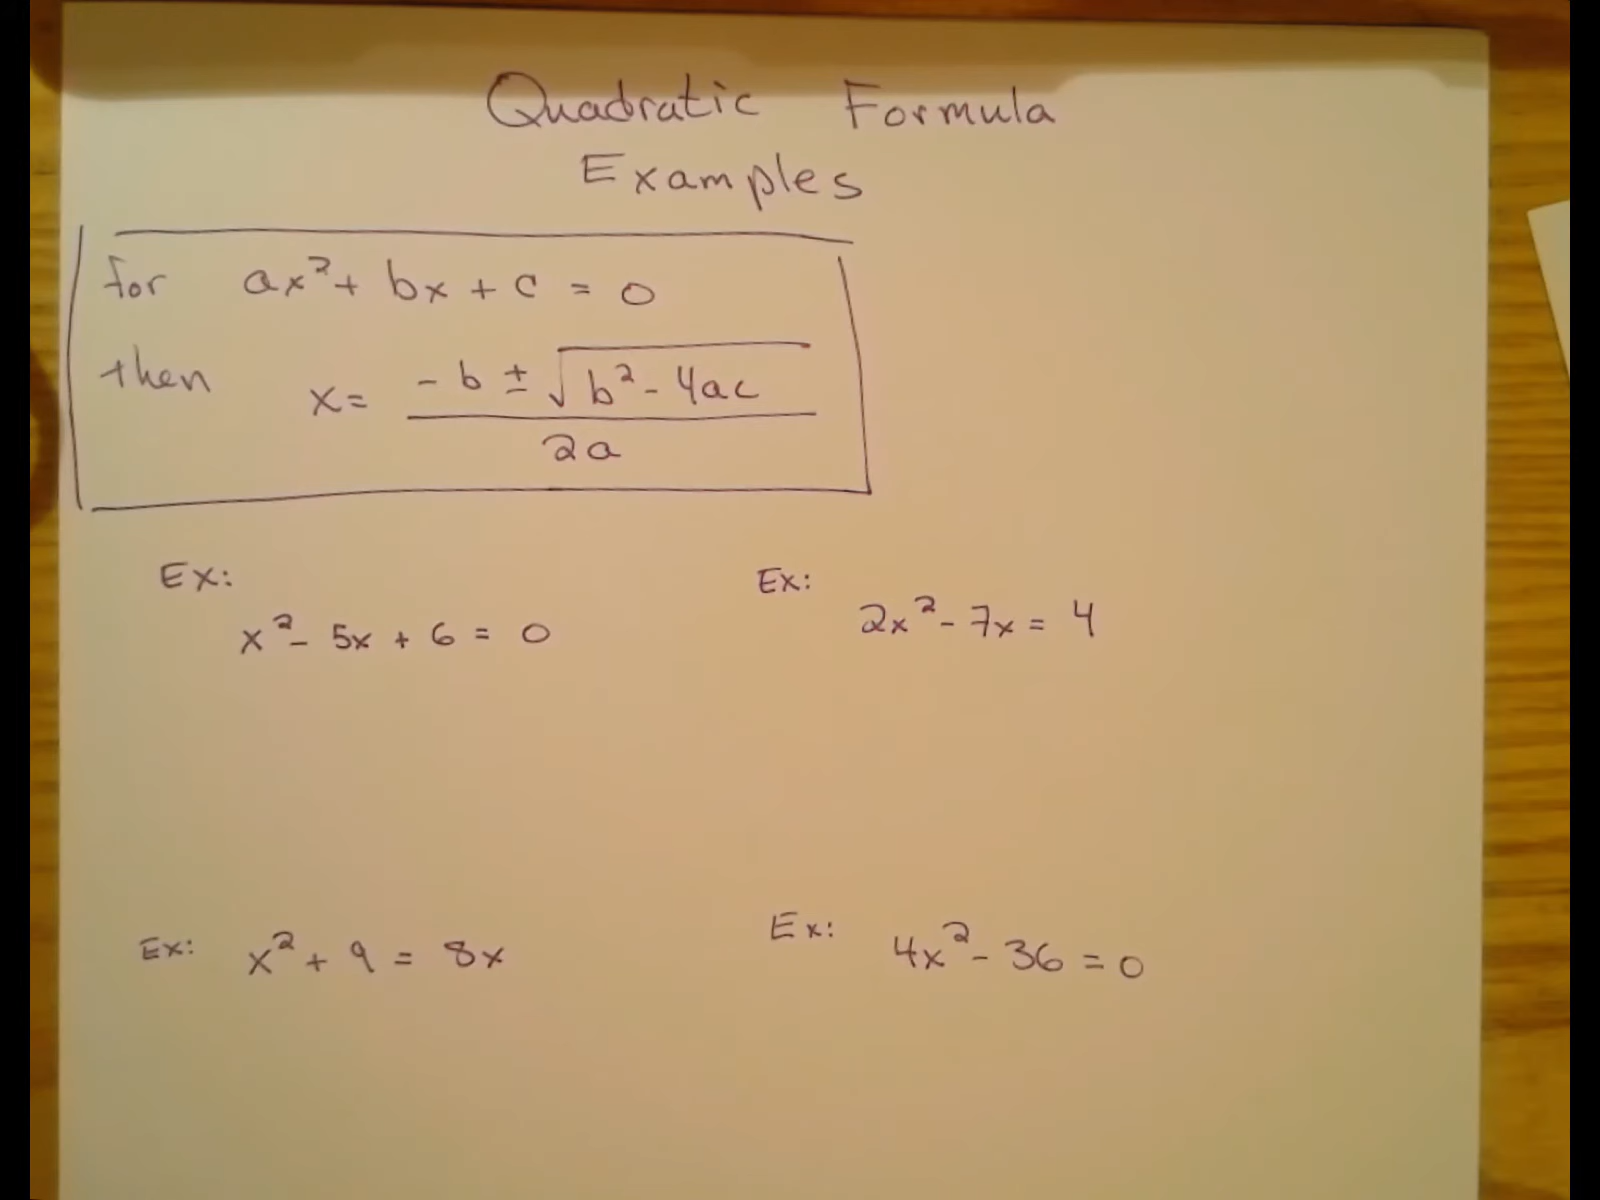 Quadratic Formula
Examples
for ax² + bx + c = 0
then x = (-b ± √(b² - 4ac)) / 2a
Ex:
x² - 5x + 6 = 0
Ex:
2x² - 7x = 4
Ex: x² + 9 = 8x
Ex: 4x² - 36 = 0